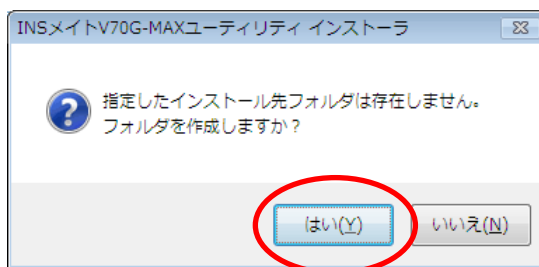 INSメイトV70G-MAXユーティリティ インストーラ
指定したインストール先フォルダは存在しません。
フォルダを作成しますか？
はい(Y)
いいえ(N)